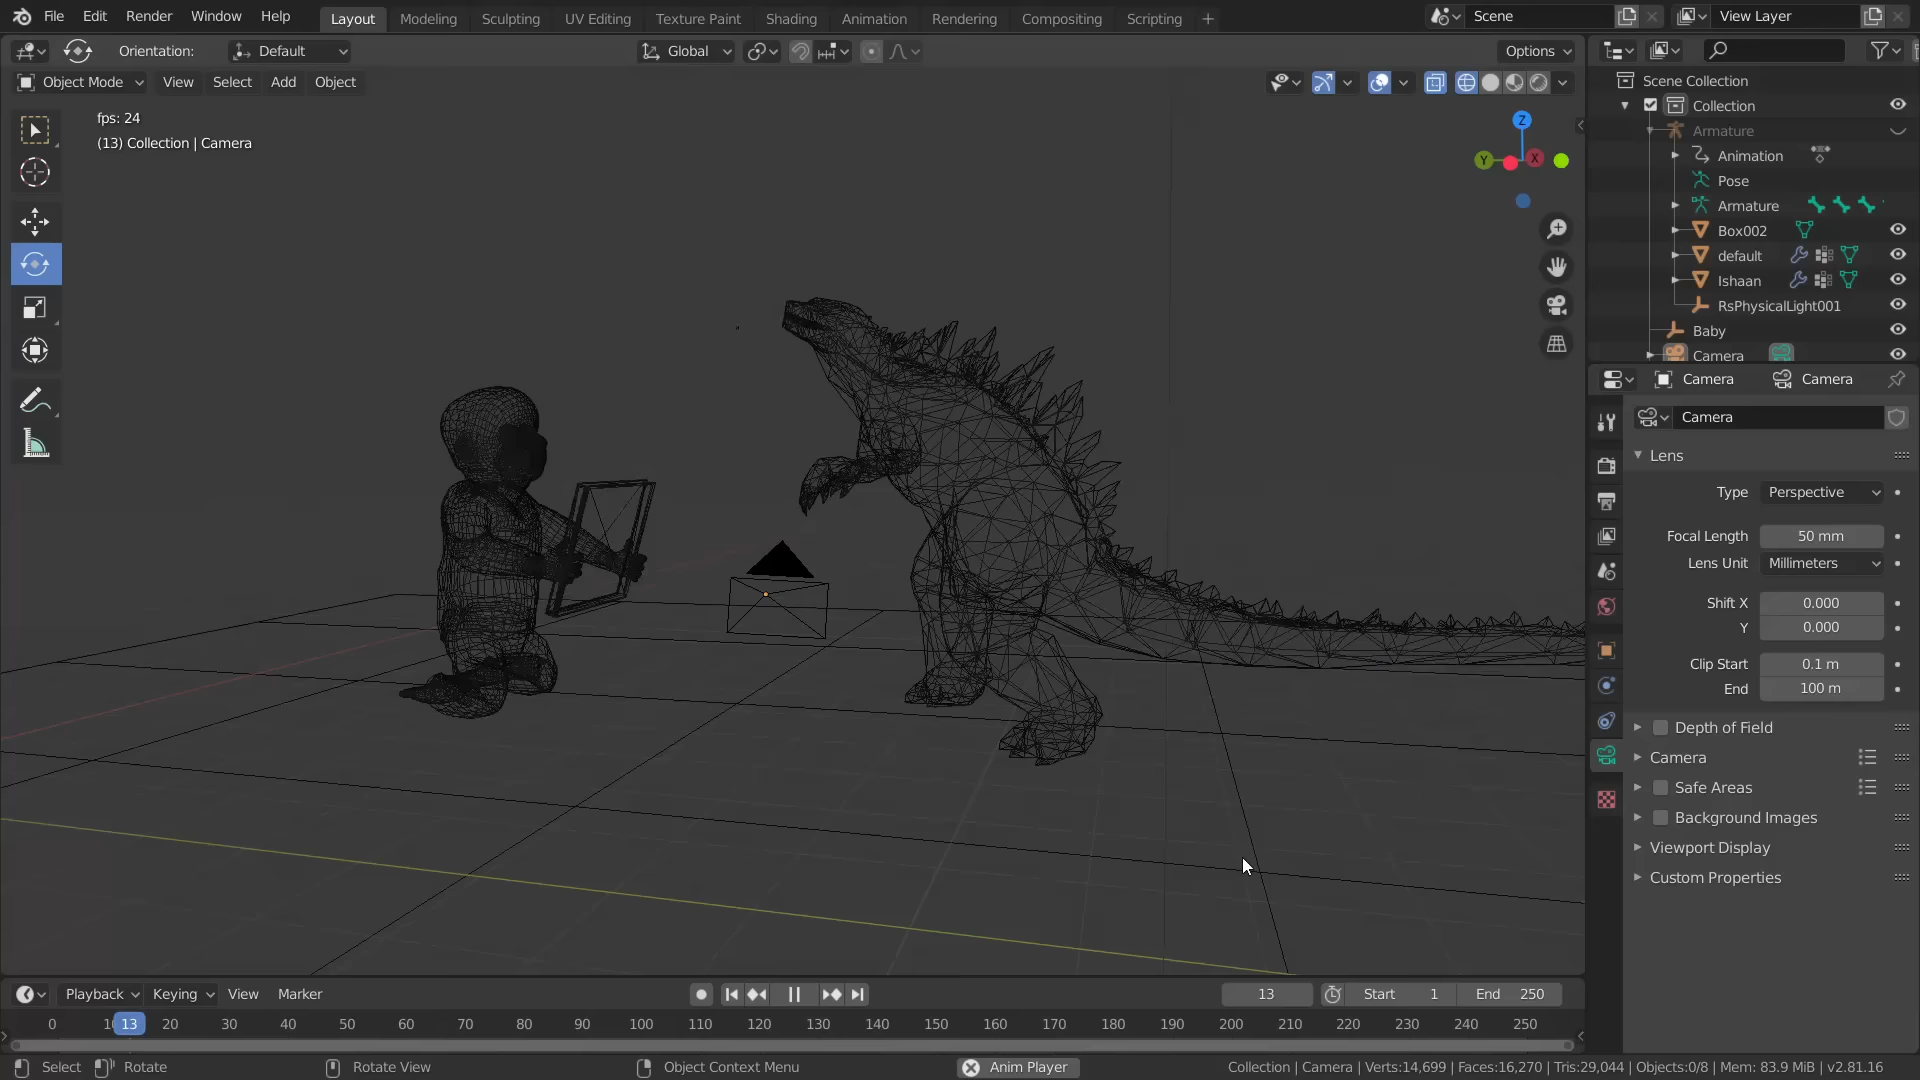 File Edit Render Window Help Layout Modeling Sculpting UV Editing Texture Paint Shading Animation Rendering Compositing Scripting + Scene View Layer
Orientation: Default Global Options
Object Mode View Select Add Object
fps: 24
(13) Collection | Camera
Z
Y X
Scene Collection
Collection
Armature
Animation
Pose
Armature
Box002
default
Ishaan
RsPhysicalLight001
Baby
Camera
Camera Camera
Camera
Lens
Type Perspective
Focal Length 50 mm
Lens Unit Millimeters
Shift X 0.000
Y 0.000
Clip Start 0.1 m
End 100 m
Depth of Field
Camera
Safe Areas
Background Images
Viewport Display
Custom Properties
Playback Keying View Marker 13 Start 1 End 250
0 13 20 30 40 50 60 70 80 90 100 110 120 130 140 150 160 170 180 190 200 210 220 230 240 250
Select Rotate Rotate View Object Context Menu Anim Player Collection | Camera | Verts:14,699 | Faces:16,270 | Tris:29,044 | Objects:0/8 | Mem: 83.9 MiB | v2.81.16